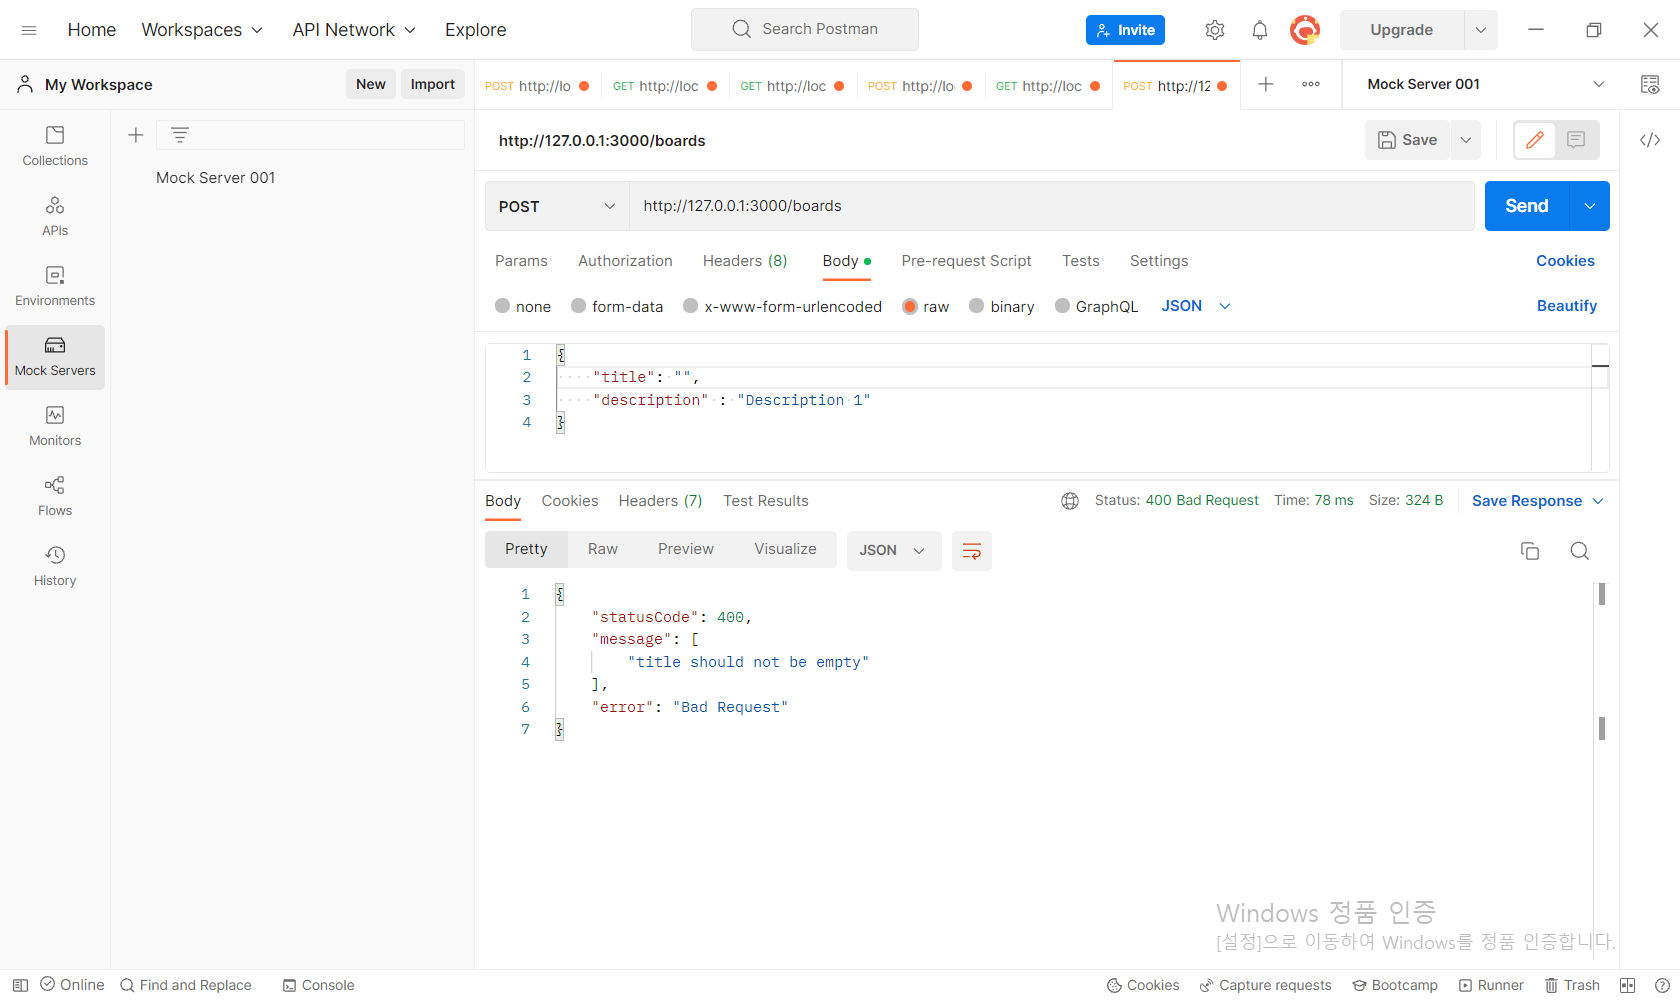 Home Workspaces API Network Explore Search Postman Invite Upgrade
My Workspace New Import POST http://lo GET http://loc GET http://loc POST http://lo GET http://loc POST http://12 Mock Server 001
Collections
APIs
Environments
Mock Servers
Monitors
Flows
History
Mock Server 001
http://127.0.0.1:3000/boards Save
POST http://127.0.0.1:3000/boards Send
Params Authorization Headers (8) Body Pre-request Script Tests Settings Cookies
none form-data x-www-form-urlencoded raw binary GraphQL JSON Beautify
1 {
2 ····"title":·"",
3 ····"description"·:·"Description·1"
4 }
Body Cookies Headers (7) Test Results Status: 400 Bad Request Time: 78 ms Size: 324 B Save Response
Pretty Raw Preview Visualize JSON
1 {
2 "statusCode": 400,
3 "message": [
4 "title should not be empty"
5 ],
6 "error": "Bad Request"
7 }
Windows 정품 인증
[설정]으로 이동하여 Windows를 정품 인증합니다.
Online Find and Replace Console Cookies Capture requests Bootcamp Runner Trash